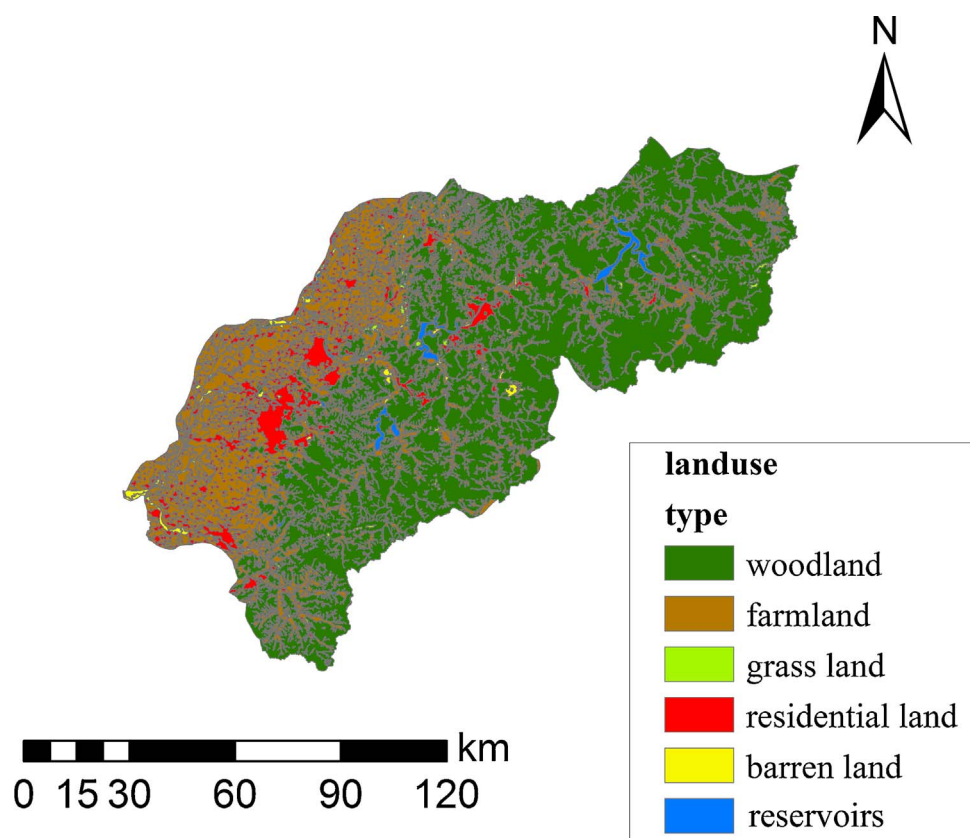 N
landuse
type
woodland
farmland
grass land
residential land
barren land
reservoirs
km
0 15 30 60 90 120